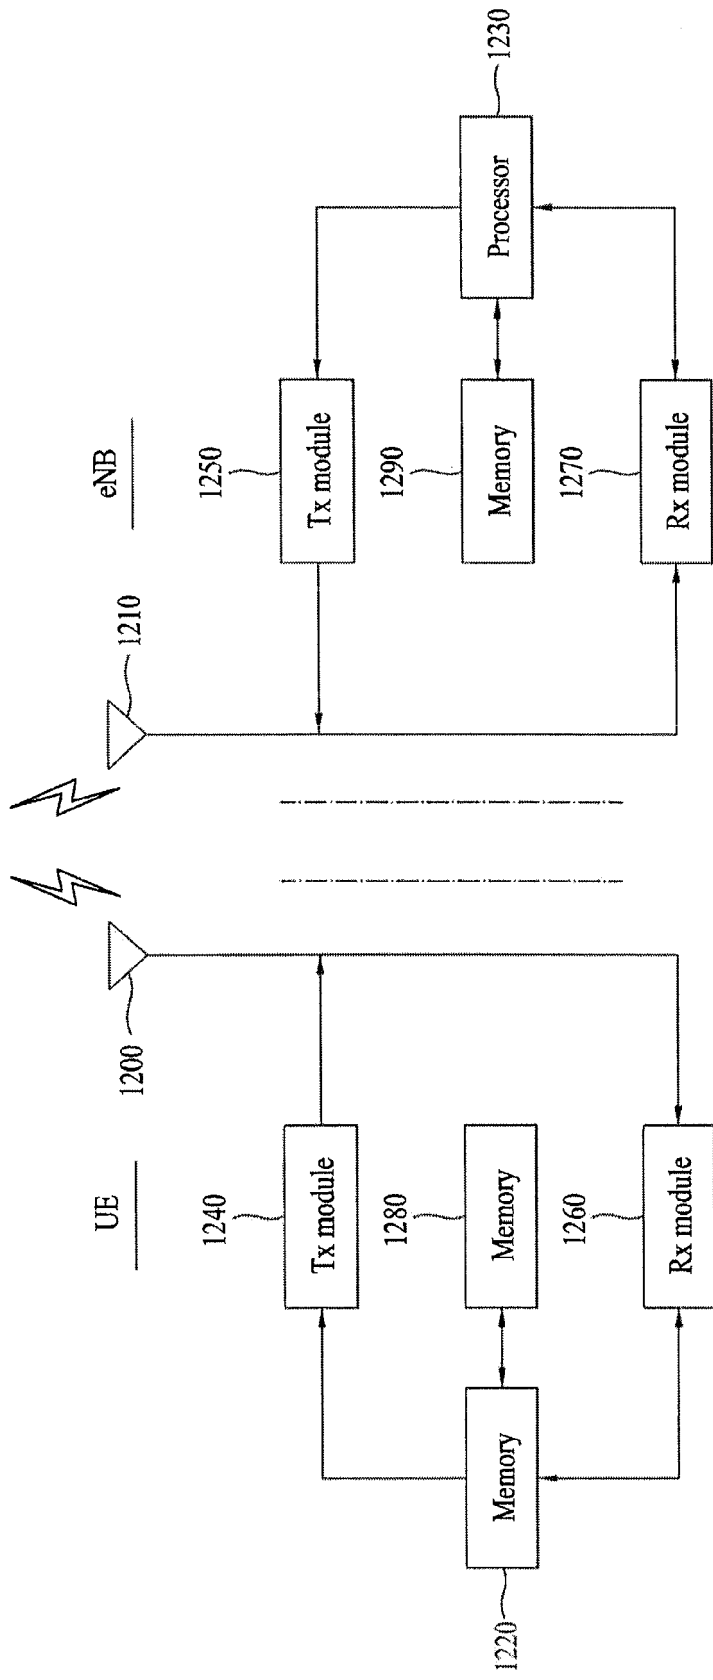 UE
eNB
1200
1210
1240
Tx module
1250
Tx module
1220
Memory
1280
Memory
1290
Memory
Processor
1230
1260
Rx module
1270
Rx module